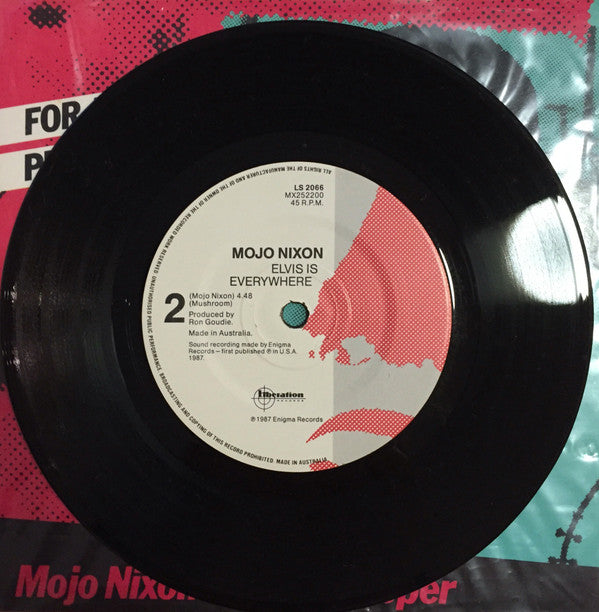 FOR
P
LS 2066
MX252200
45 R.P.M.
MOJO NIXON
ELVIS IS
EVERYWHERE
2
(Mojo Nixon) 4.48
(Mushroom)
Produced by
Ron Goudie.
Made in Australia.
Sound recording made by Enigma
Records – first published ℗ in U.S.A.
1987.
Liberation
RECORDS
℗ 1987 Enigma Records
ALL RIGHTS OF THE MANUFACTURER AND OF THE OWNER OF THE RECORDED WORK RESERVED. UNAUTHORISED PUBLIC PERFORMANCE, BROADCASTING AND COPYING OF THIS RECORD PROHIBITED. MADE IN AUSTRALIA.
Mojo Nixon per